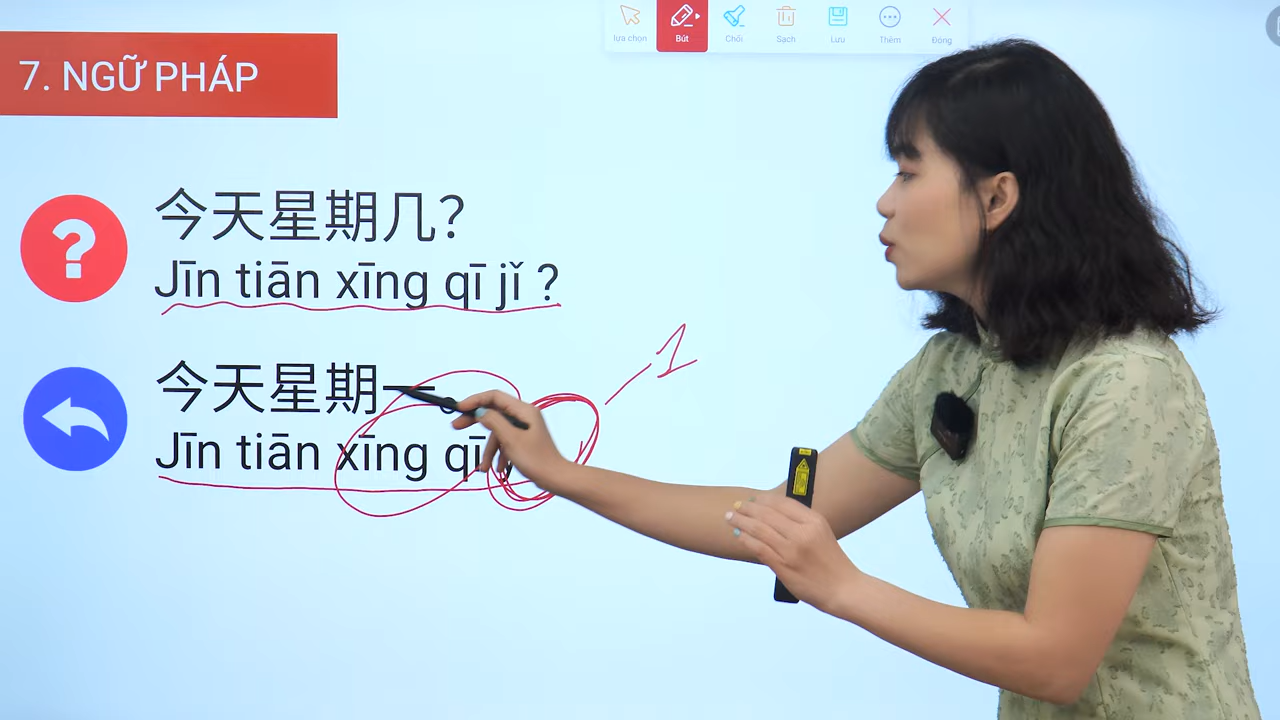 lựa chọn Bút Chổi Sạch Lưu Thêm Đóng
7. NGỮ PHÁP
今天星期几?
Jīn tiān xīng qī jǐ ?
1
今天星期一。
Jīn tiān xīng qī